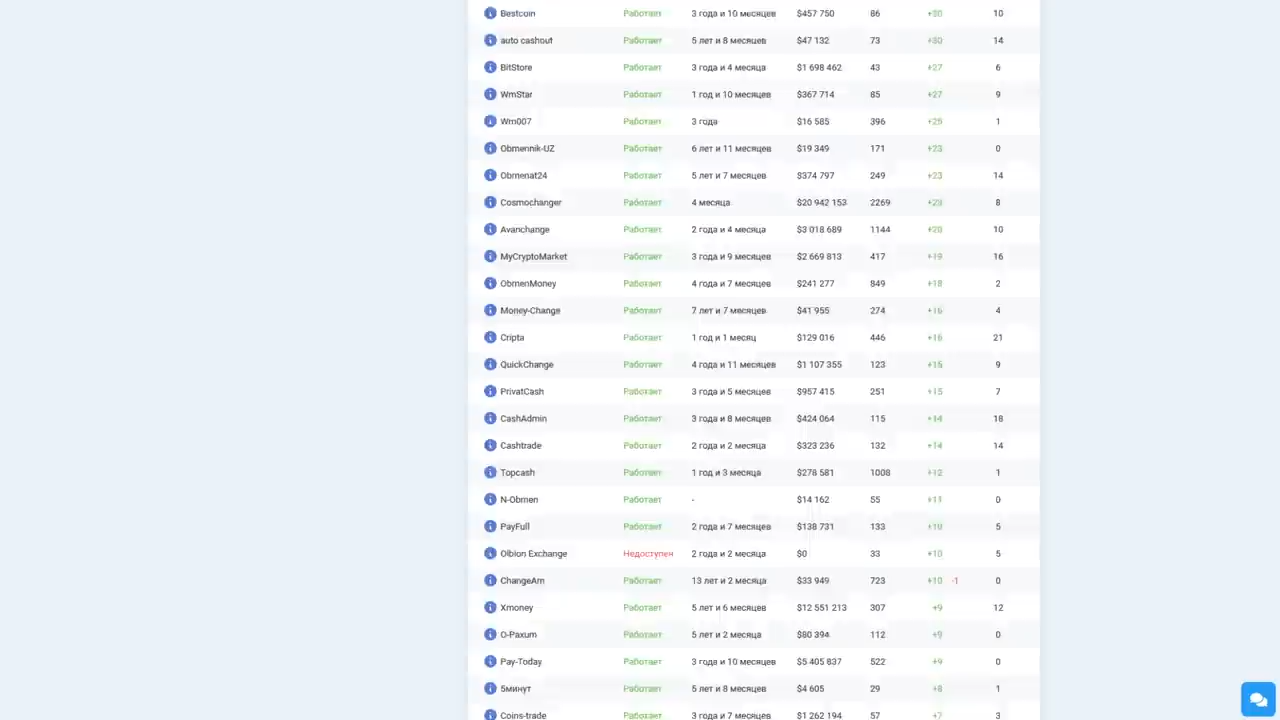 Bestcoin Работает 3 года и 10 месяцев $457 750 86 +30 10
auto cashout Работает 5 лет и 8 месяцев $47 132 73 +30 14
BitStore Работает 3 года и 4 месяца $1 698 462 43 +27 6
WmStar Работает 1 год и 10 месяцев $367 714 85 +27 9
Wm007 Работает 3 года $16 585 396 +25 1
Obmennik-UZ Работает 6 лет и 11 месяцев $19 349 171 +23 0
Obmenat24 Работает 5 лет и 7 месяцев $374 797 249 +23 14
Cosmochanger Работает 4 месяца $20 942 153 2269 +23 8
Avanchange Работает 2 года и 4 месяца $3 018 689 1144 +20 10
MyCryptoMarket Работает 3 года и 9 месяцев $2 669 813 417 +19 16
ObmenMoney Работает 4 года и 7 месяцев $241 277 849 +18 2
Money-Change Работает 7 лет и 7 месяцев $41 955 274 +16 4
Cripta Работает 1 год и 1 месяц $129 016 446 +16 21
QuickChange Работает 4 года и 11 месяцев $1 107 355 123 +15 9
PrivatCash Работает 3 года и 5 месяцев $957 415 251 +15 7
CashAdmin Работает 3 года и 8 месяцев $424 064 115 +14 18
Cashtrade Работает 2 года и 2 месяца $323 236 132 +14 14
Topcash Работает 1 год и 3 месяца $278 581 1008 +12 1
N-Obmen Работает - $14 162 55 +11 0
PayFull Работает 2 года и 7 месяцев $138 731 133 +10 5
Olbion Exchange Недоступен 2 года и 2 месяца $0 33 +10 5
ChangeAm Работает 13 лет и 2 месяца $33 949 723 +10 -1 0
Xmoney Работает 5 лет и 6 месяцев $12 551 213 307 +9 12
O-Paxum Работает 5 лет и 2 месяца $80 394 112 +9 0
Pay-Today Работает 3 года и 10 месяцев $5 405 837 522 +9 0
5минут Работает 5 лет и 8 месяцев $4 605 29 +8 1
Coins-trade Работает 3 года и 7 месяцев $1 262 194 57 +7 3